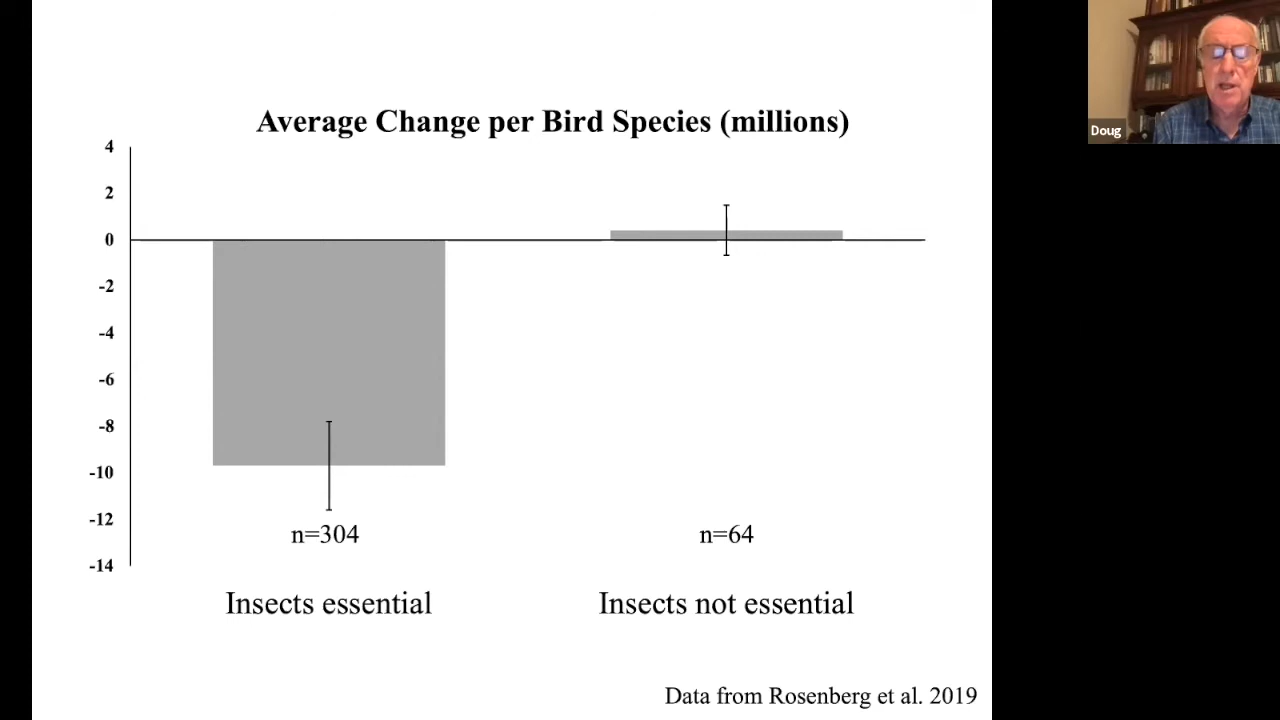 Average Change per Bird Species (millions)
4
2
0
-2
-4
-6
-8
-10
-12
-14
n=304
n=64
Insects essential
Insects not essential
Data from Rosenberg et al. 2019
Doug